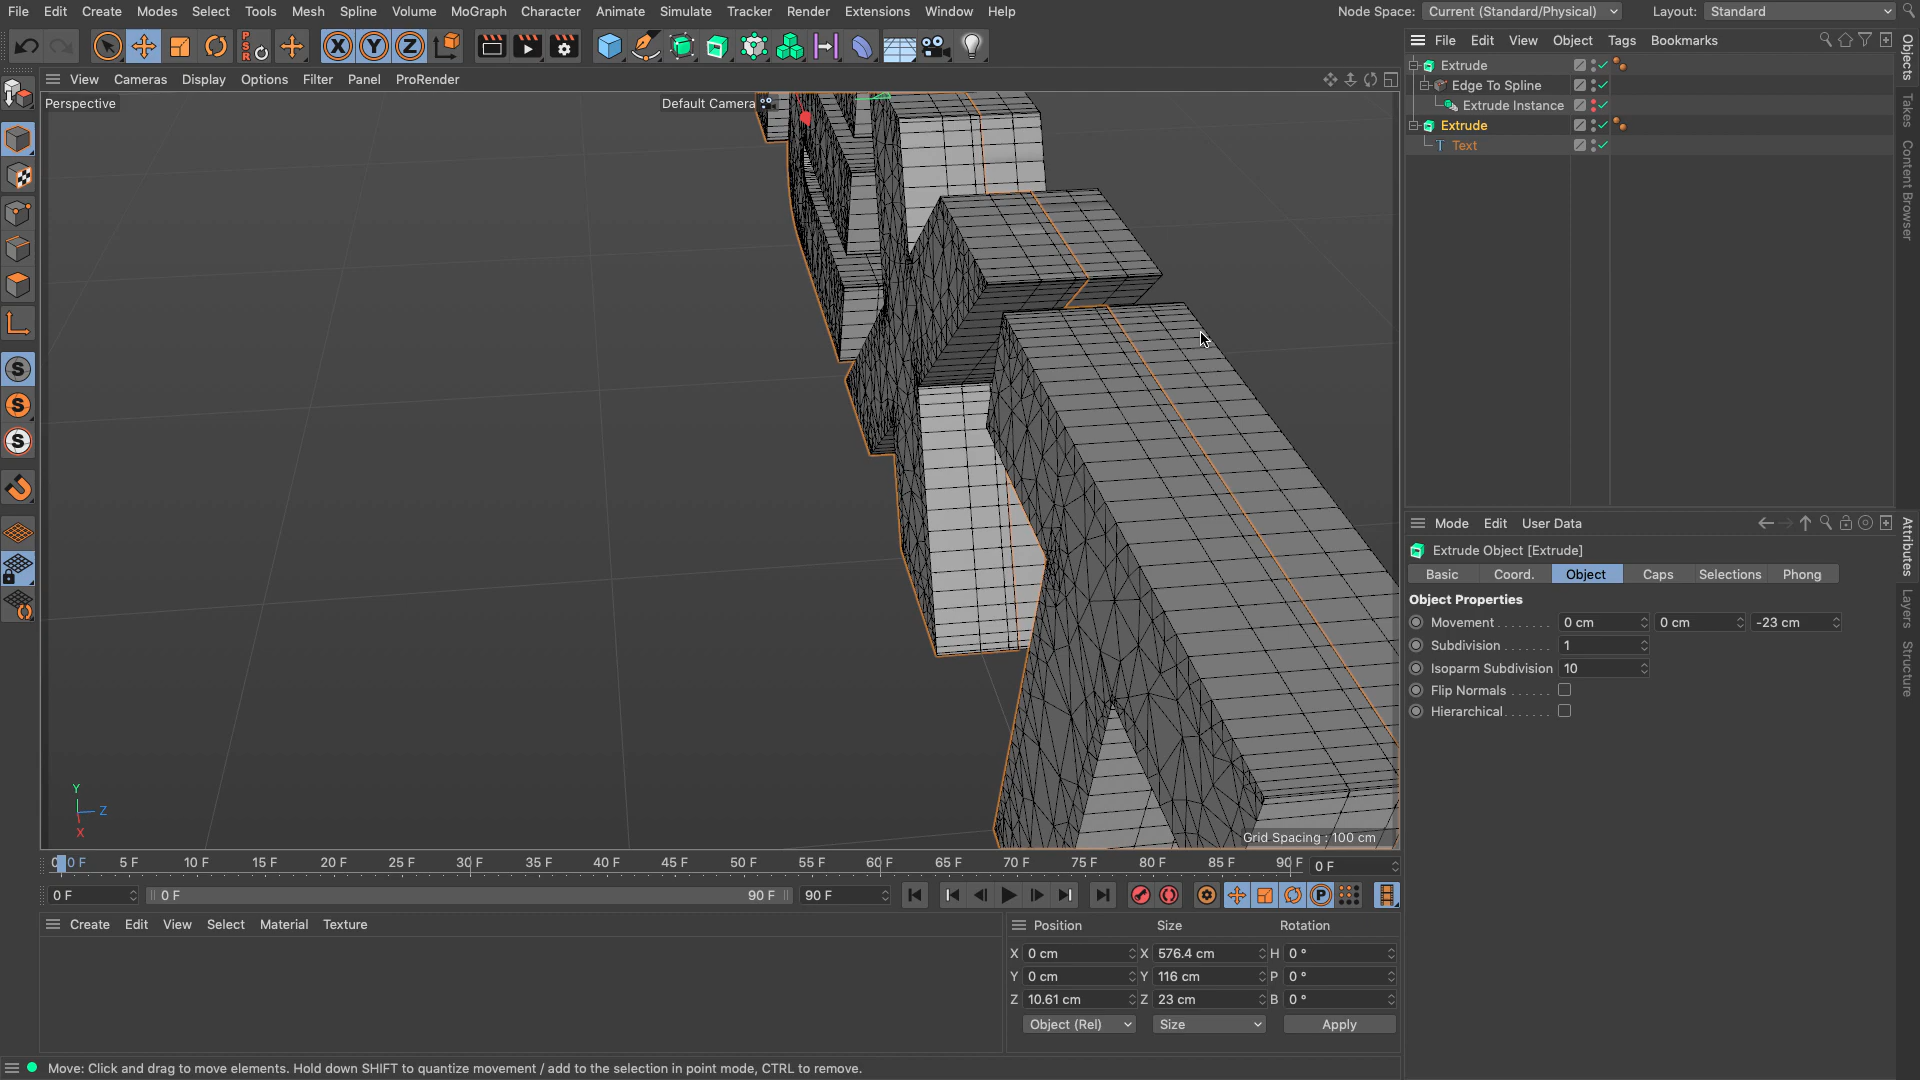 File Edit Create Modes Select Tools Mesh Spline Volume MoGraph Character Animate Simulate Tracker Render Extensions Window Help Node Space: Current (Standard/Physical) Layout: Standard
File Edit View Object Tags Bookmarks
View Cameras Display Options Filter Panel ProRender
Perspective
Default Camera
Extrude
Edge To Spline
Extrude Instance
Extrude
Text
Objects
Takes
Content Browser
Mode Edit User Data
Extrude Object [Extrude]
Basic Coord. Object Caps Selections Phong
Object Properties
Movement 0 cm 0 cm -23 cm
Subdivision 1
Isoparm Subdivision 10
Flip Normals
Hierarchical
Attributes
Layers
Structure
Y
Z
X
Grid Spacing : 100 cm
0 F 5 F 10 F 15 F 20 F 25 F 30 F 35 F 40 F 45 F 50 F 55 F 60 F 65 F 70 F 75 F 80 F 85 F 90 F 0 F
0 F 0 F 90 F 90 F
Create Edit View Select Material Texture
Position Size Rotation
X 0 cm X 576.4 cm H 0 °
Y 0 cm Y 116 cm P 0 °
Z 10.61 cm Z 23 cm B 0 °
Object (Rel) Size Apply
Move: Click and drag to move elements. Hold down SHIFT to quantize movement / add to the selection in point mode, CTRL to remove.